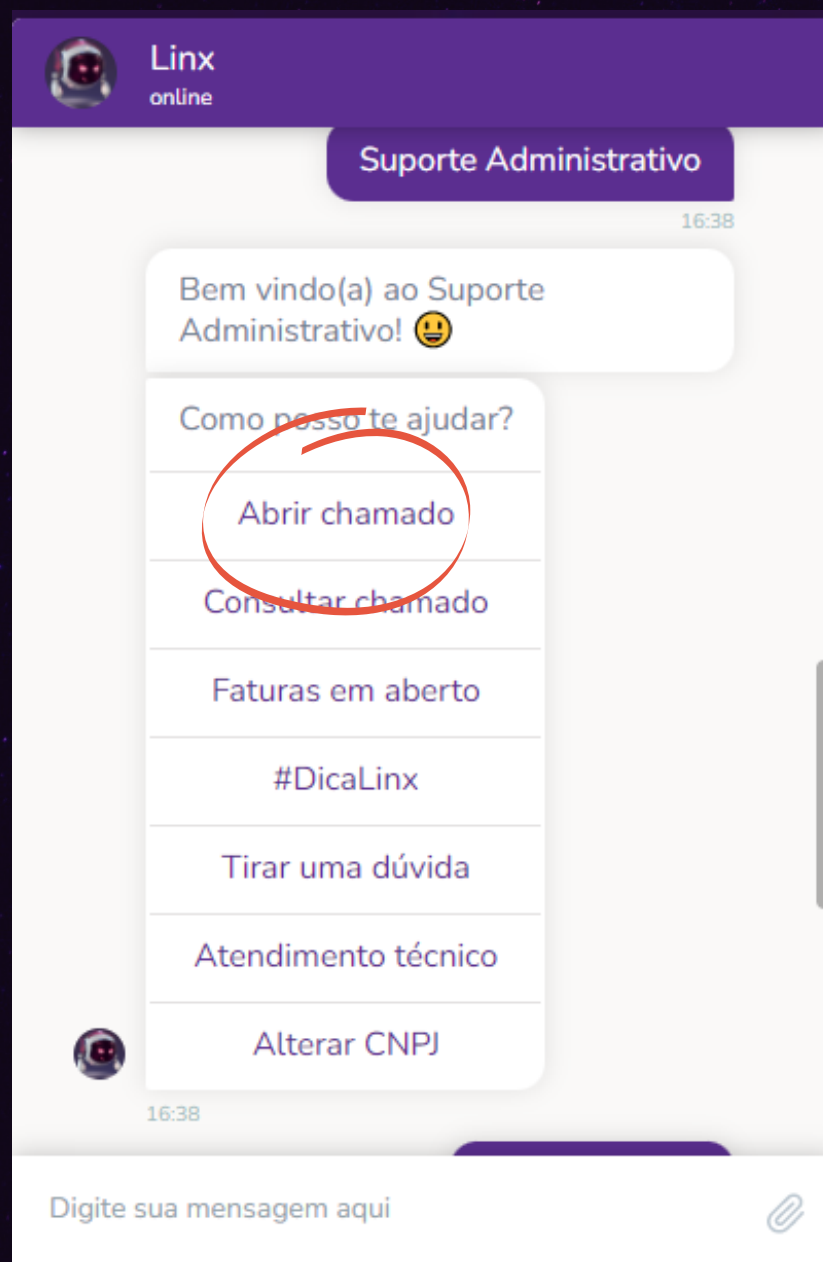 Linx
online
Suporte Administrativo
16:38
Bem vindo(a) ao Suporte
Administrativo! 😃
Como posso te ajudar?
Abrir chamado
Consultar chamado
Faturas em aberto
#DicaLinx
Tirar uma dúvida
Atendimento técnico
Alterar CNPJ
16:38
Digite sua mensagem aqui